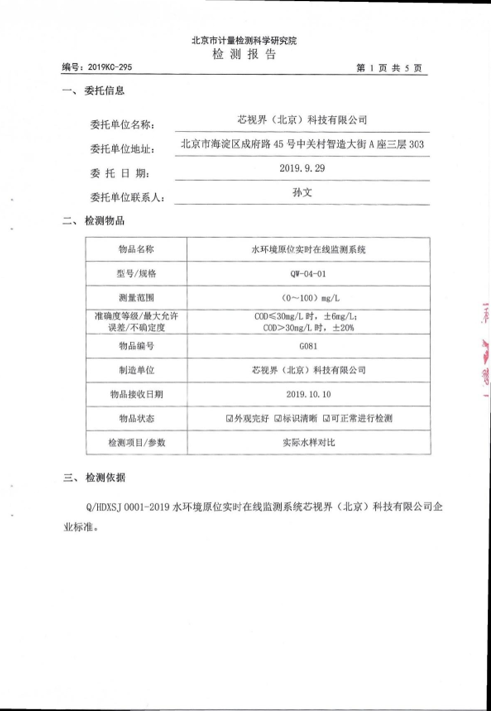 北京市计量检测科学研究院
检测报告
编号：2019KC-295 第 1 页 共 5 页
一、 委托信息
委托单位名称： 芯视界（北京）科技有限公司
委托单位地址： 北京市海淀区成府路 45 号中关村智造大街 A 座三层 303
委托日期： 2019.9.29
委托单位联系人： 孙文
二、 检测物品
物品名称 水环境原位实时在线监测系统
型号/规格 QW-04-01
测量范围 （0～100）mg/L
准确度等级/最大允许误差/不确定度 COD≤30mg/L 时，±6mg/L；
COD＞30mg/L 时，±20%
物品编号 G081
制造单位 芯视界（北京）科技有限公司
物品接收日期 2019.10.10
物品状态 ☑外观完好 ☑标识清晰 ☑可正常进行检测
检测项目/参数 实际水样对比
三、 检测依据
Q/HDXSJ 0001-2019 水环境原位实时在线监测系统芯视界（北京）科技有限公司企
业标准。